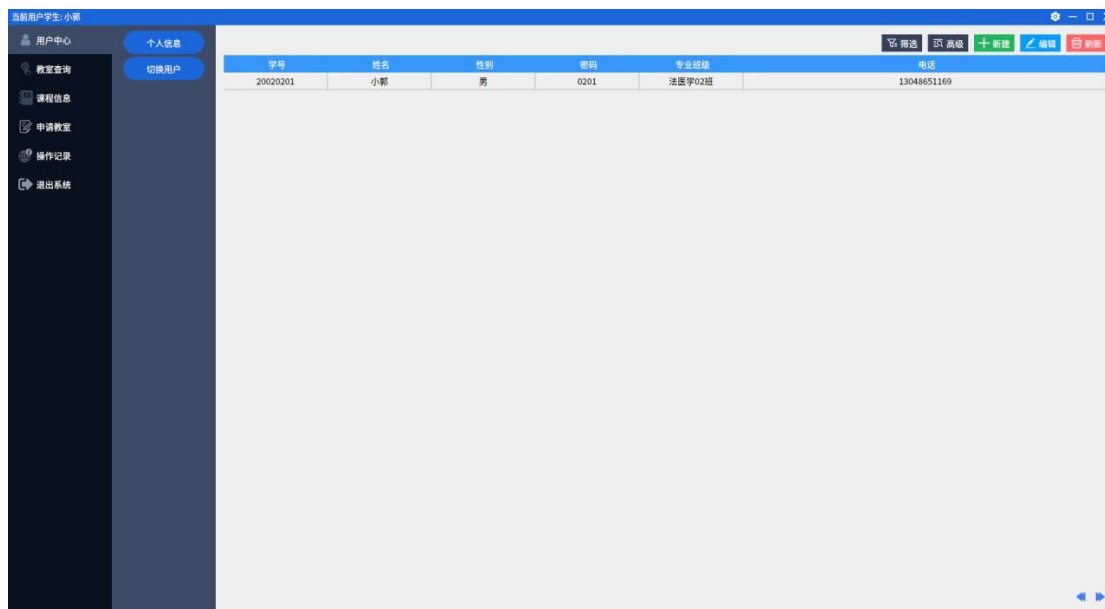 当前用户学生:小郭
用户中心
教室查询
课程信息
申请教室
操作记录
退出系统
个人信息
切换用户
筛选 高级 新建 编辑 刷新
学号 姓名 性别 密码 专业班级 电话
20020201 小郭 男 0201 法医学02班 13048651169